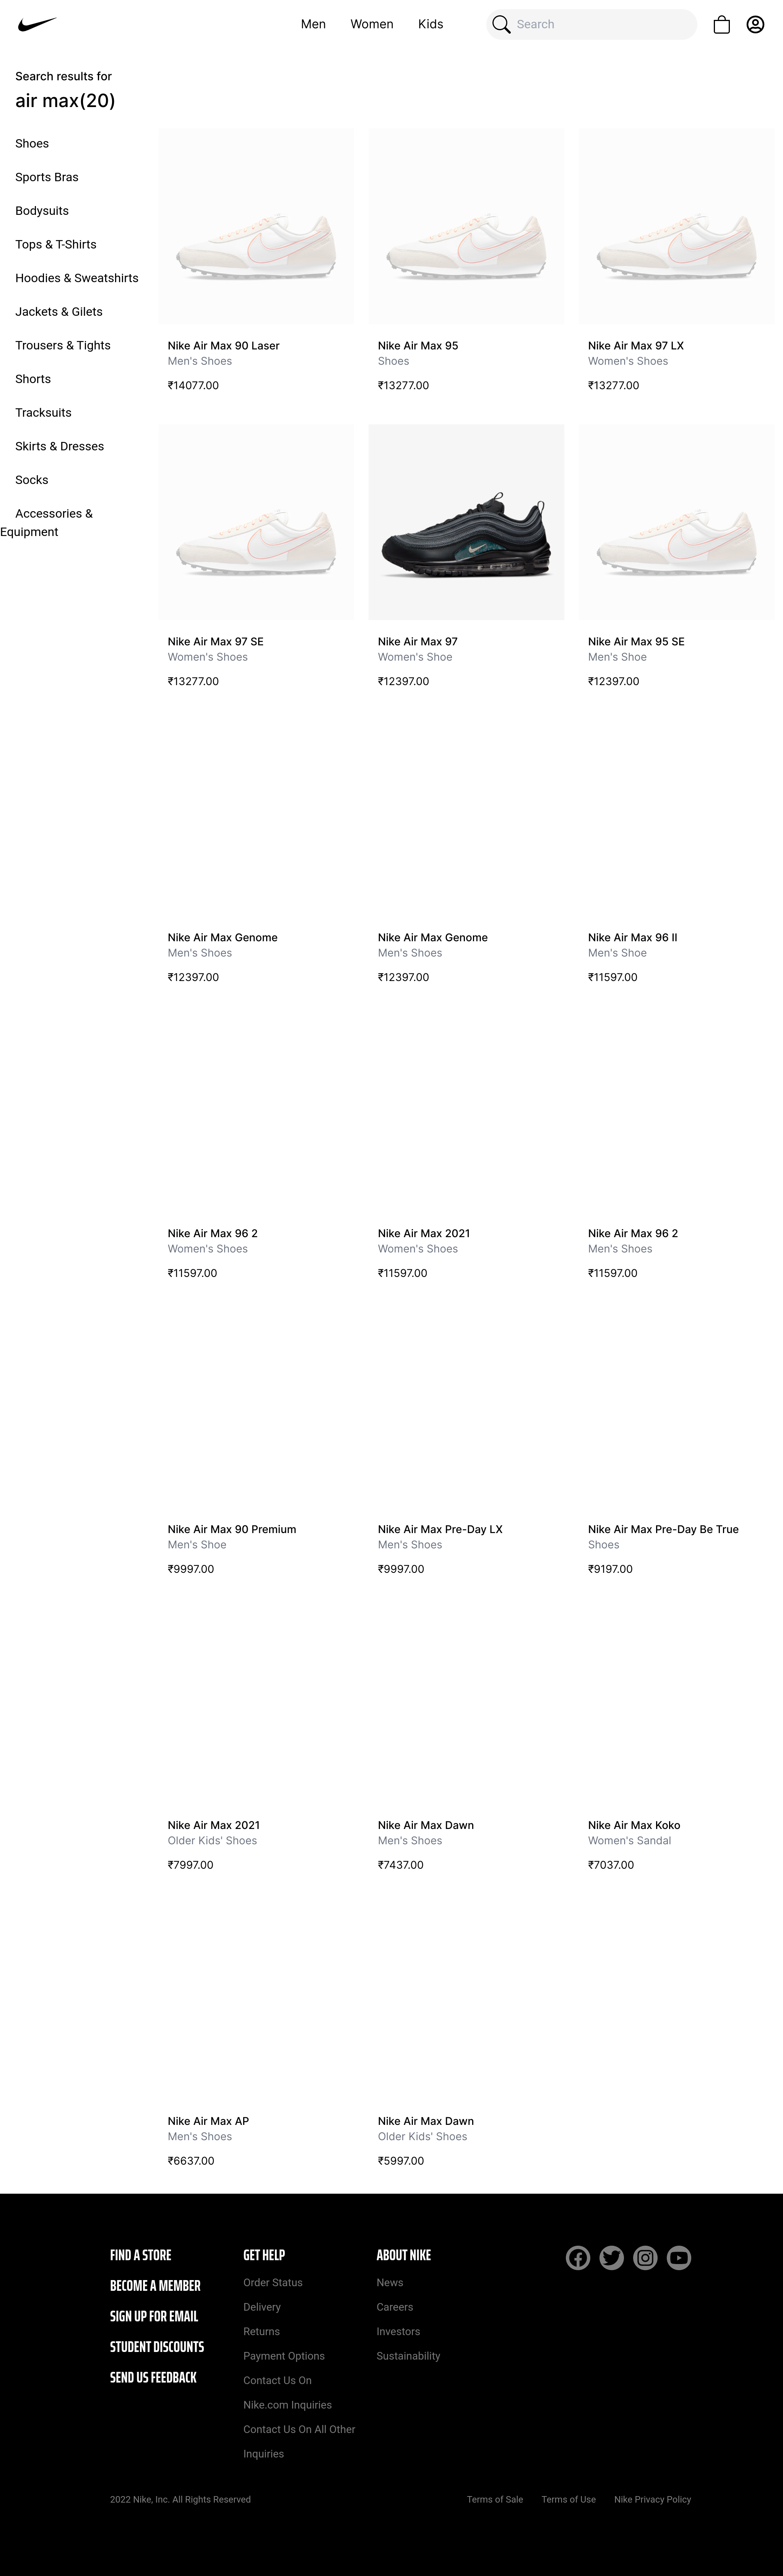 Men Women Kids Search
Search results for
air max(20)
Shoes
Sports Bras
Bodysuits
Tops & T-Shirts
Hoodies & Sweatshirts
Jackets & Gilets
Trousers & Tights
Shorts
Tracksuits
Skirts & Dresses
Socks
Accessories &
Equipment
Nike Air Max 90 Laser
Men's Shoes
₹14077.00
Nike Air Max 95
Shoes
₹13277.00
Nike Air Max 97 LX
Women's Shoes
₹13277.00
Nike Air Max 97 SE
Women's Shoes
₹13277.00
Nike Air Max 97
Women's Shoe
₹12397.00
Nike Air Max 95 SE
Men's Shoe
₹12397.00
Nike Air Max Genome
Men's Shoes
₹12397.00
Nike Air Max Genome
Men's Shoes
₹12397.00
Nike Air Max 96 II
Men's Shoe
₹11597.00
Nike Air Max 96 2
Women's Shoes
₹11597.00
Nike Air Max 2021
Women's Shoes
₹11597.00
Nike Air Max 96 2
Men's Shoes
₹11597.00
Nike Air Max 90 Premium
Men's Shoe
₹9997.00
Nike Air Max Pre-Day LX
Men's Shoes
₹9997.00
Nike Air Max Pre-Day Be True
Shoes
₹9197.00
Nike Air Max 2021
Older Kids' Shoes
₹7997.00
Nike Air Max Dawn
Men's Shoes
₹7437.00
Nike Air Max Koko
Women's Sandal
₹7037.00
Nike Air Max AP
Men's Shoes
₹6637.00
Nike Air Max Dawn
Older Kids' Shoes
₹5997.00
FIND A STORE
BECOME A MEMBER
SIGN UP FOR EMAIL
STUDENT DISCOUNTS
SEND US FEEDBACK
GET HELP
Order Status
Delivery
Returns
Payment Options
Contact Us On
Nike.com Inquiries
Contact Us On All Other
Inquiries
ABOUT NIKE
News
Careers
Investors
Sustainability
2022 Nike, Inc. All Rights Reserved
Terms of Sale Terms of Use Nike Privacy Policy